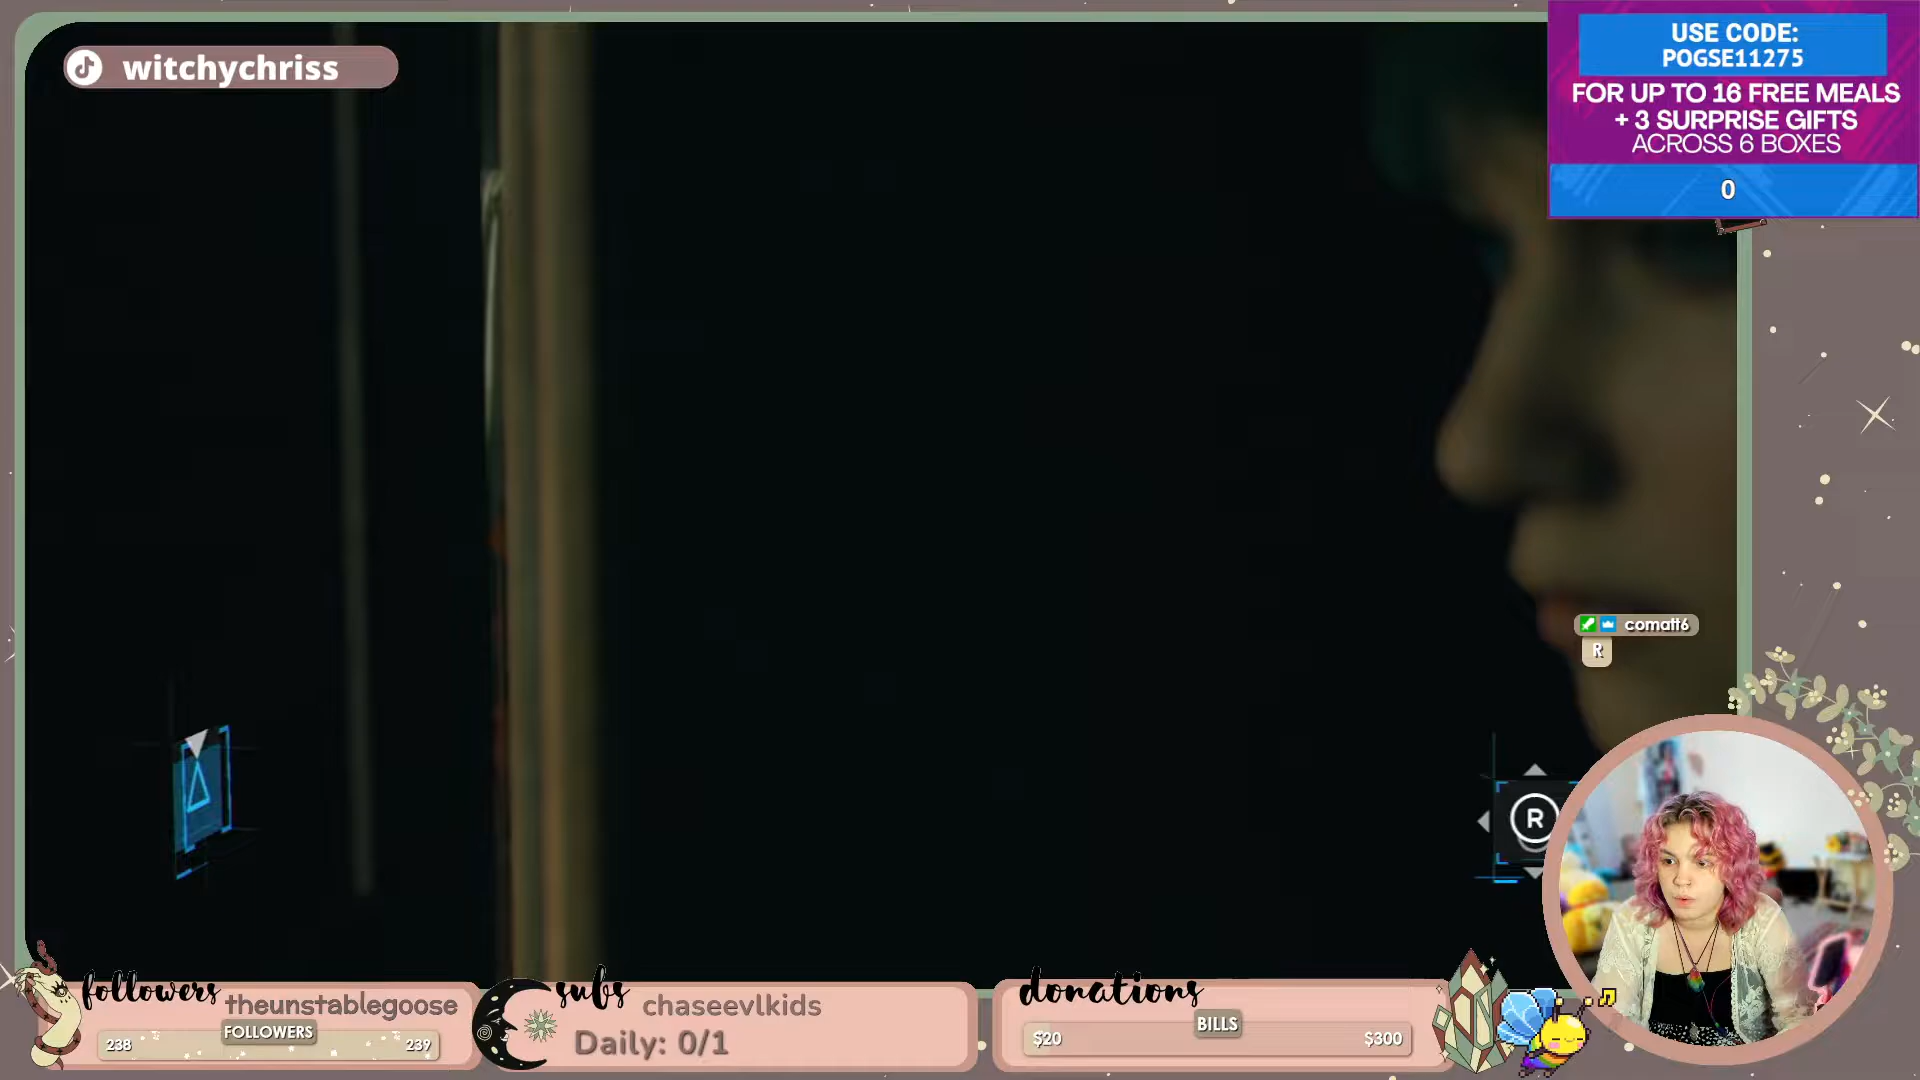 witchychriss
USE CODE:
POGSE11275
FOR UP TO 16 FREE MEALS
+ 3 SURPRISE GIFTS
ACROSS 6 BOXES
0
comatt6
R
R
followers
theunstablegoose
FOLLOWERS
238
239
subs
chaseevlkids
Daily: 0/1
donations
BILLS
$20
$300